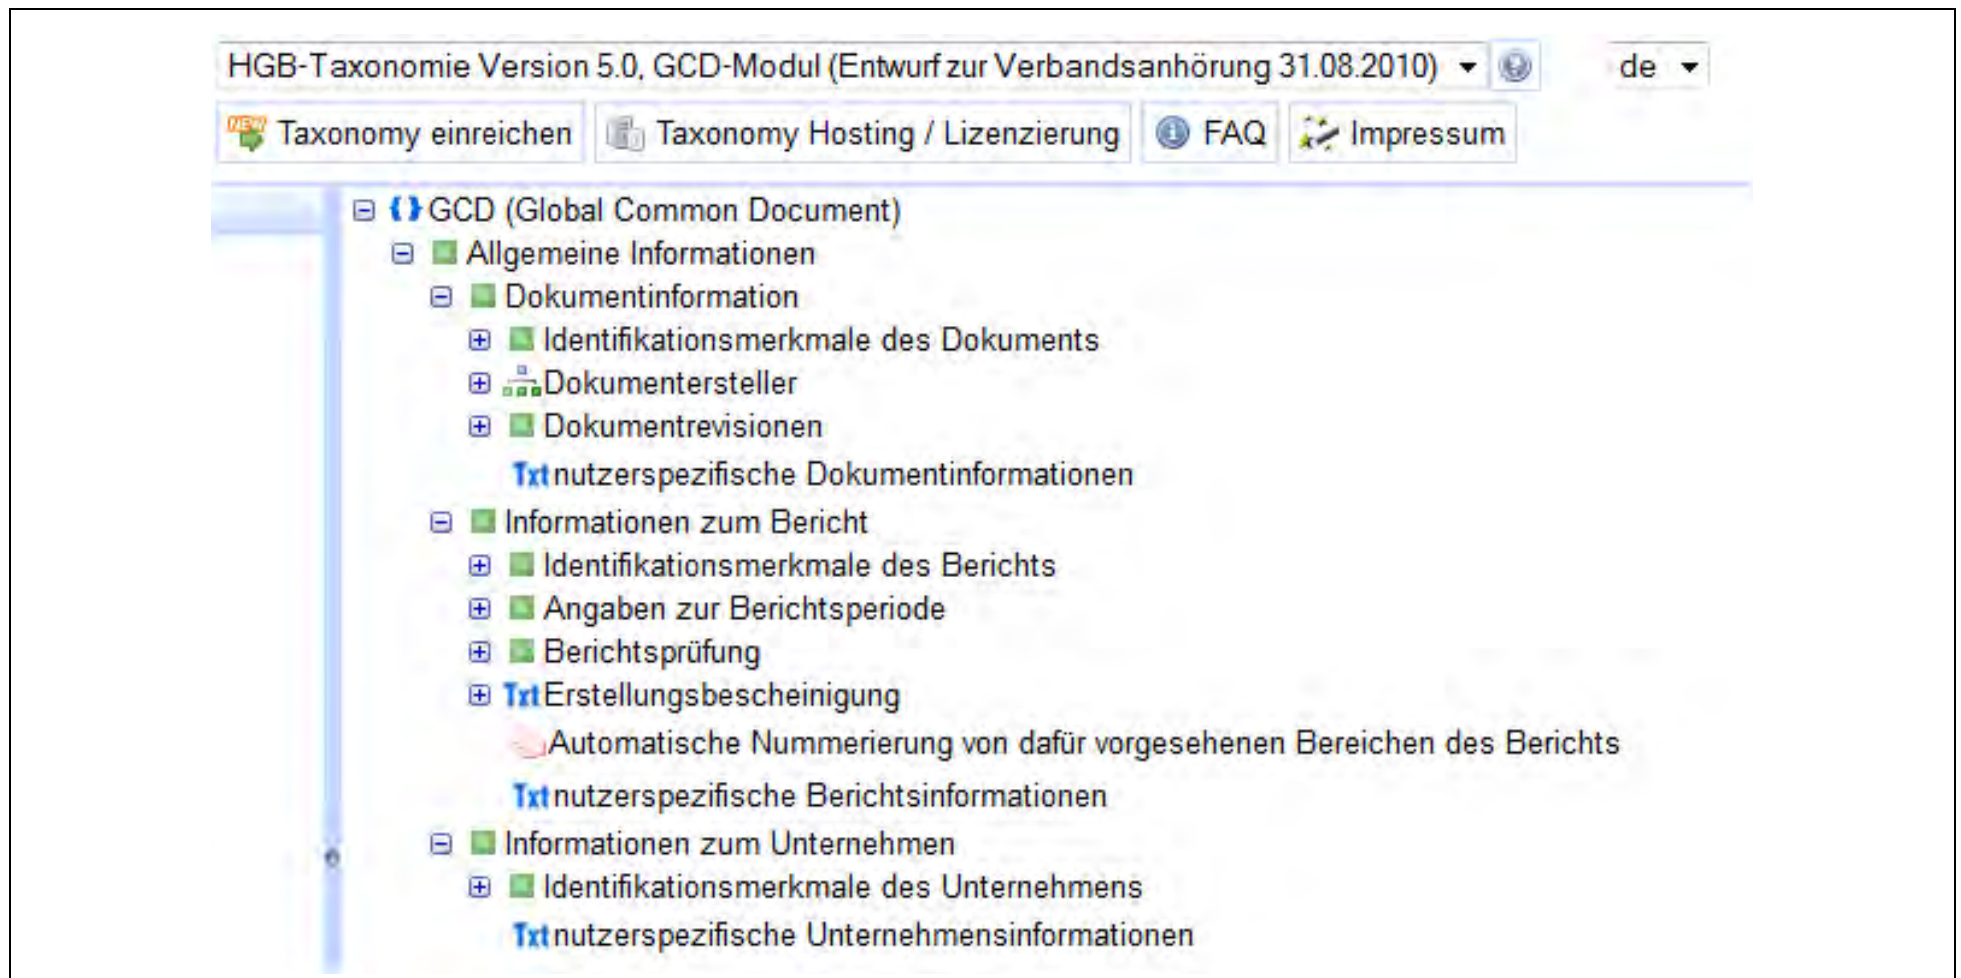 HGB-Taxonomie Version 5.0, GCD-Modul (Entwurf zur Verbandsanhörung 31.08.2010) de
NEW Taxonomy einreichen Taxonomy Hosting / Lizenzierung FAQ Impressum
GCD (Global Common Document)
Allgemeine Informationen
Dokumentinformation
Identifikationsmerkmale des Dokuments
Dokumentersteller
Dokumentrevisionen
Txt nutzerspezifische Dokumentinformationen
Informationen zum Bericht
Identifikationsmerkmale des Berichts
Angaben zur Berichtsperiode
Berichtsprüfung
Txt Erstellungsbescheinigung
Automatische Nummerierung von dafür vorgesehenen Bereichen des Berichts
Txt nutzerspezifische Berichtsinformationen
Informationen zum Unternehmen
Identifikationsmerkmale des Unternehmens
Txt nutzerspezifische Unternehmensinformationen